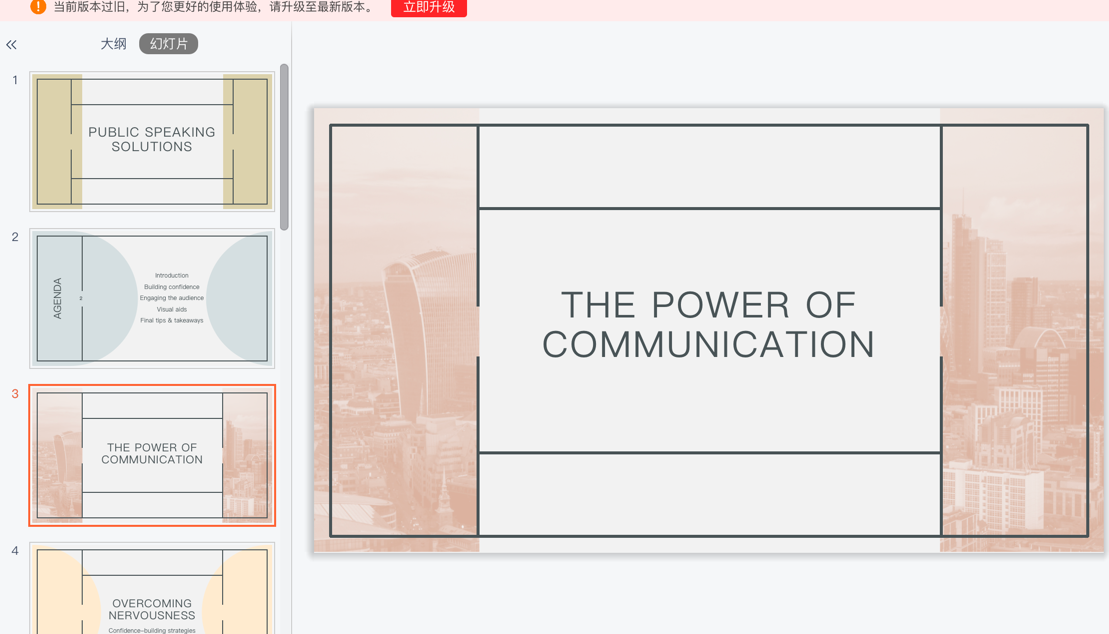 当前版本过旧，为了您更好的使用体验，请升级至最新版本。 立即升级
大纲 幻灯片
1
PUBLIC SPEAKING
SOLUTIONS
2
AGENDA
Introduction
Building confidence
Engaging the audience
Visual aids
Final tips & takeaways
3
THE POWER OF
COMMUNICATION
4
OVERCOMING
NERVOUSNESS
Confidence-building strategies
THE POWER OF
COMMUNICATION